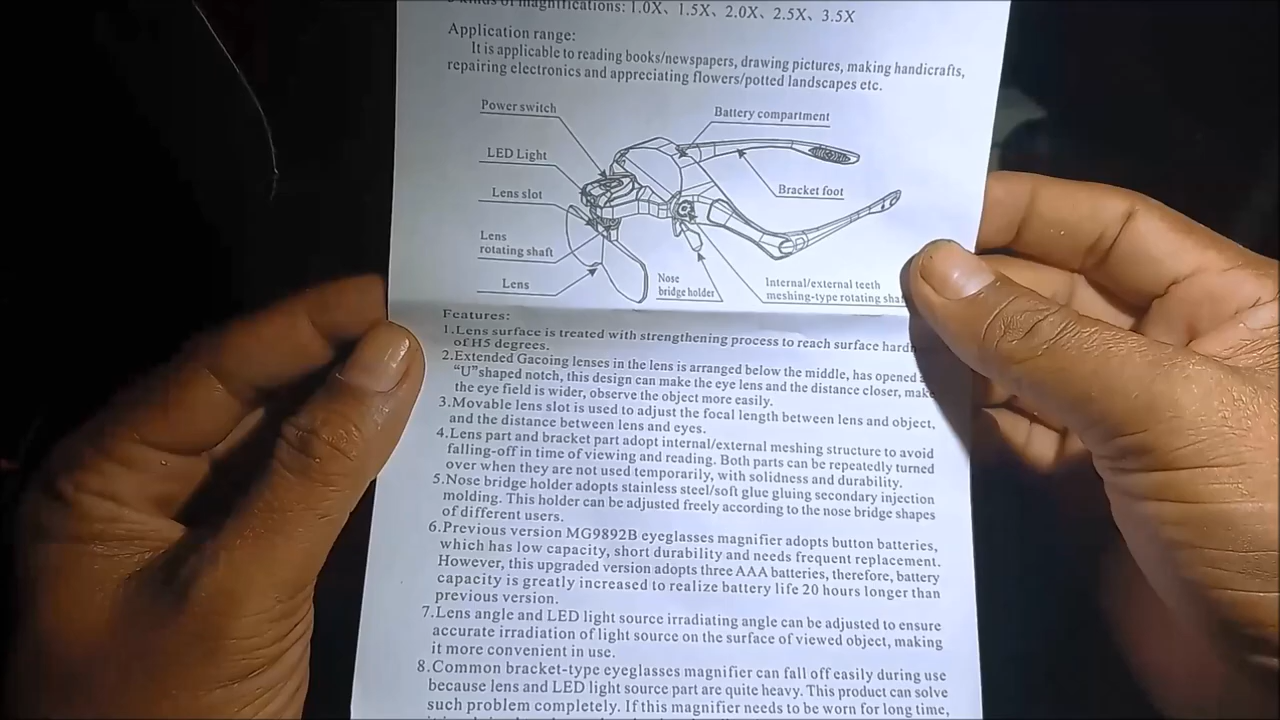 kinds of magnifications: 1.0X、1.5X、2.0X、2.5X、3.5X
Application range:
It is applicable to reading books/newspapers, drawing pictures, making handicrafts,
repairing electronics and appreciating flowers/potted landscapes etc.
Power switch
Battery compartment
LED Light
Bracket foot
Lens slot
Lens
rotating shaft
Lens
Nose
bridge holder
Internal/external teeth
meshing-type rotating
Features:
1.Lens surface is treated with strengthening process to reach surface
of H5 degrees.
2.Extended Gacoing lenses in the lens is arranged below the middle, has opened
“U”shaped notch, this design can make the eye lens and the distance closer,
the eye field is wider, observe the object more easily.
3.Movable lens slot is used to adjust the focal length between lens and object,
and the distance between lens and eyes.
4.Lens part and bracket part adopt internal/external meshing structure to avoid
falling-off in time of viewing and reading. Both parts can be repeatedly turned
over when they are not used temporarily, with solidness and durability.
5.Nose bridge holder adopts stainless steel/soft glue gluing secondary injection
molding. This holder can be adjusted freely according to the nose bridge shapes
of different users.
6.Previous version MG9892B eyeglasses magnifier adopts button batteries,
which has low capacity, short durability and needs frequent replacement.
However, this upgraded version adopts three AAA batteries, therefore, battery
capacity is greatly increased to realize battery life 20 hours longer than
previous version.
7.Lens angle and LED light source irradiating angle can be adjusted to ensure
accurate irradiation of light source on the surface of viewed object, making
it more convenient in use.
8.Common bracket-type eyeglasses magnifier can fall off easily during use
because lens and LED light source part are quite heavy. This product can solve
such problem completely. If this magnifier needs to be worn for long time,